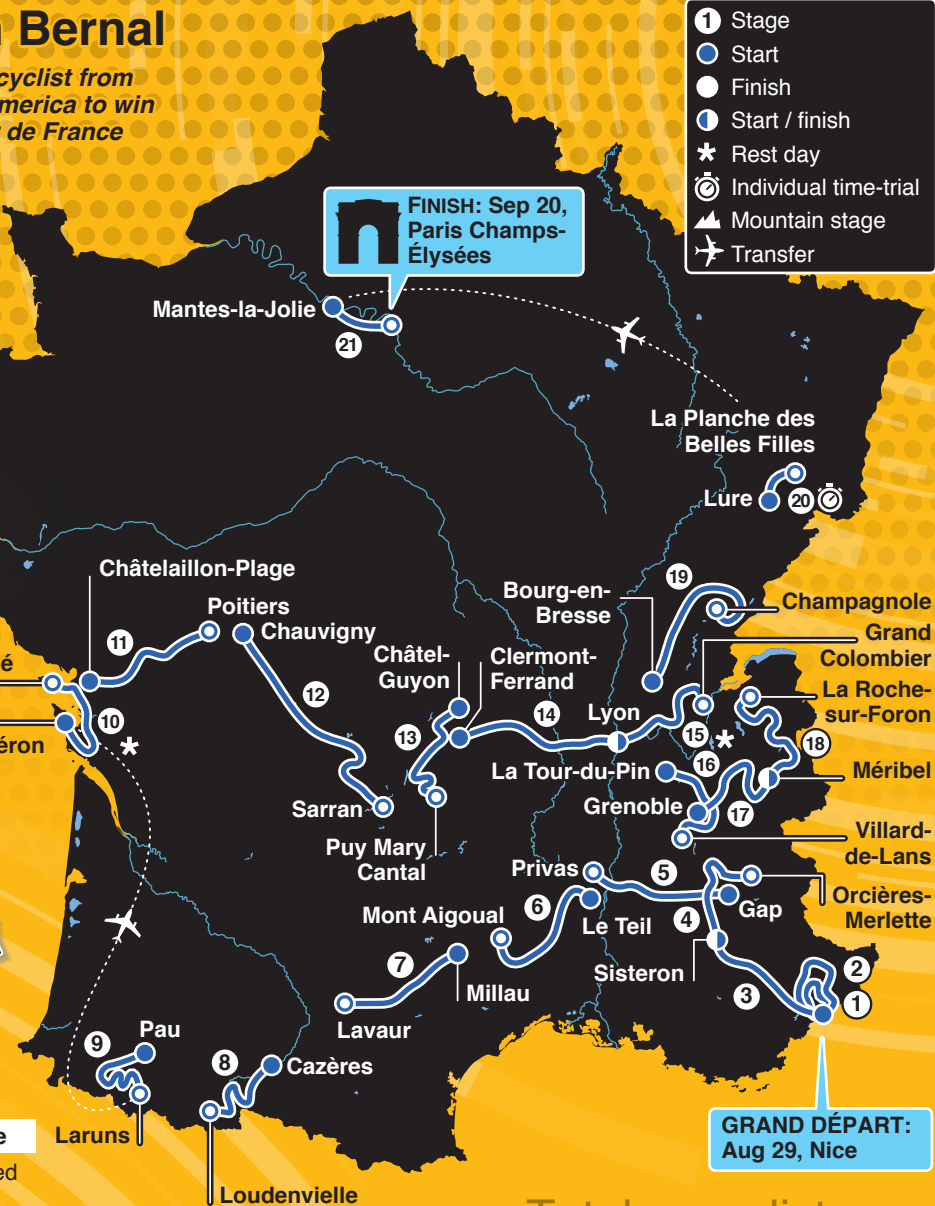 Bernal
cyclist from
merica to win
de France
1 Stage
Start
Finish
Start / finish
Rest day
Individual time-trial
Mountain stage
Transfer
FINISH: Sep 20,
Paris Champs-
Élysées
Mantes-la-Jolie
21
La Planche des
Belles Filles
Lure
20
Châtelaillon-Plage
Poitiers
Chauvigny
11
12
10
é
éron
Sarran
Châtel-
Guyon
Clermont-
Ferrand
13
14
Puy Mary
Cantal
Bourg-en-
Bresse
19
Champagnole
Grand
Colombier
Lyon
15
La Roche-
sur-Foron
18
La Tour-du-Pin
16
Méribel
Grenoble
17
Villard-
de-Lans
Privas
5
Orcières-
Merlette
Gap
4
Mont Aigoual
6
Le Teil
Sisteron
7
Millau
3
2
1
Lavaur
9
Pau
8
Cazères
Laruns
Loudenvielle
GRAND DÉPART:
Aug 29, Nice
e
ed